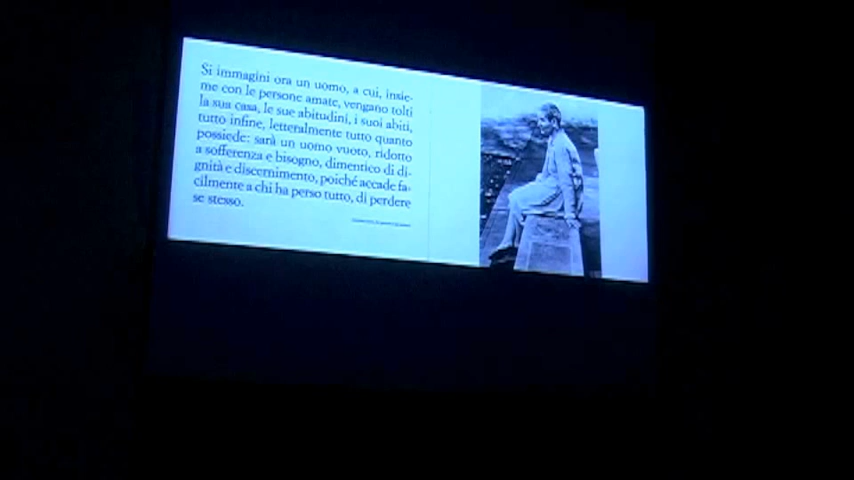 Si immagini ora un uomo, a cui, insie-
me con le persone amate, vengano tolti
la sua casa, le sue abitudini, i suoi abiti,
tutto infine, letteralmente tutto quanto
possiede: sarà un uomo vuoto, ridotto
a sofferenza e bisogno, dimentico di di-
gnità e discernimento, poiché accade fa-
cilmente a chi ha perso tutto, di perdere
se stesso.